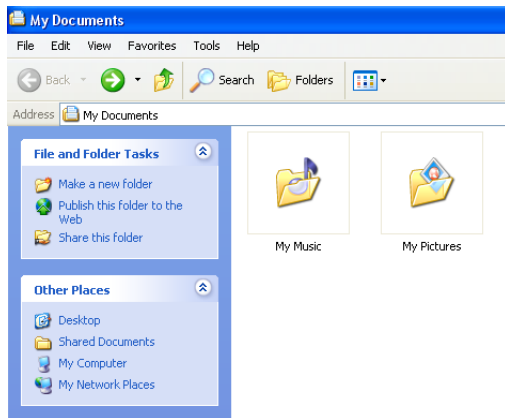 My Documents
File Edit View Favorites Tools Help
Back Search Folders
Address My Documents
File and Folder Tasks
Make a new folder
Publish this folder to the
Web
Share this folder
Other Places
Desktop
Shared Documents
My Computer
My Network Places
My Music My Pictures